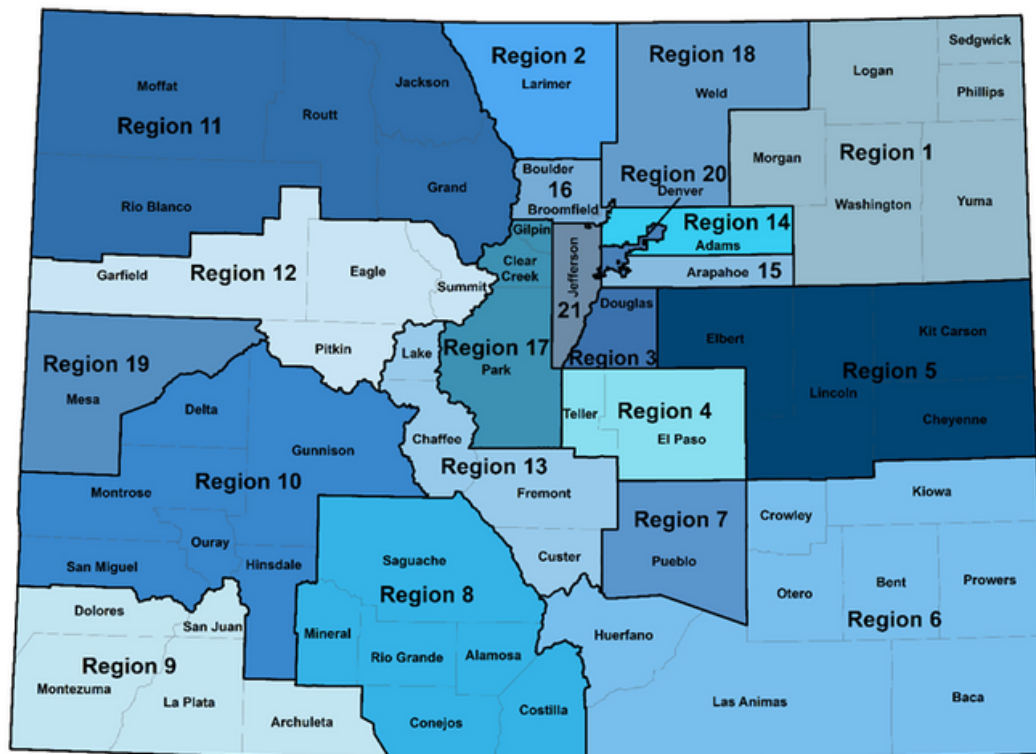 Sedgwick
Region 2
Region 18
Jackson
Logan
Larimer
Moffat
Weld
Phillips
Routt
Region 11
Region 1
Morgan
Boulder
Region 20
16
Grand
Denver
Rio Blanco
Broomfield
Washington
Yuma
Region 14
Gilpin
Adams
Clear
Creek
Jefferson
Garfield
Region 12
Eagle
Arapahoe
15
Summit
Douglas
21
Kit Carson
Elbert
Pitkin
Lake
Region 17
Park
Region 3
Region 19
Region 5
Mesa
Lincoln
Delta
Teller
Region 4
Cheyenne
El Paso
Chaffee
Gunnison
Region 13
Region 10
Montrose
Fremont
Kiowa
Crowley
Region 7
Ouray
Saguache
Custer
Pueblo
San Miguel
Hinsdale
Bent
Prowers
Otero
Region 8
Dolores
San Juan
Region 6
Mineral
Huerfano
Rio Grande
Alamosa
Region 9
Montezuma
La Plata
Las Animas
Baca
Costilla
Archuleta
Conejos